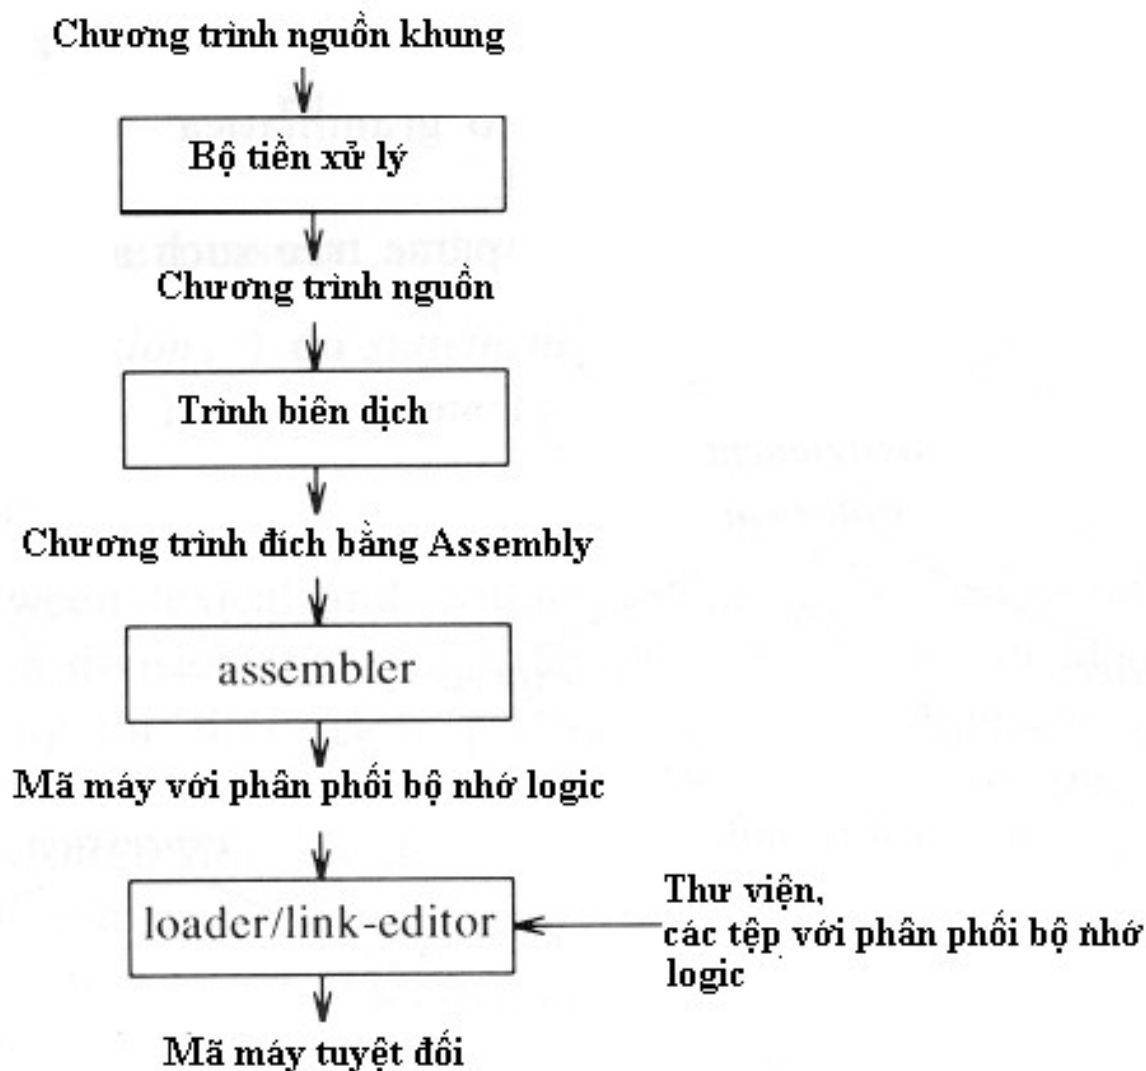 Chương trình nguồn khung
Bộ tiền xử lý
Chương trình nguồn
Trình biên dịch
Chương trình đích bằng Assembly
assembler
Mã máy với phân phối bộ nhớ logic
loader/link-editor
Thư viện,
các tệp với phân phối bộ nhớ
logic
Mã máy tuyệt đối